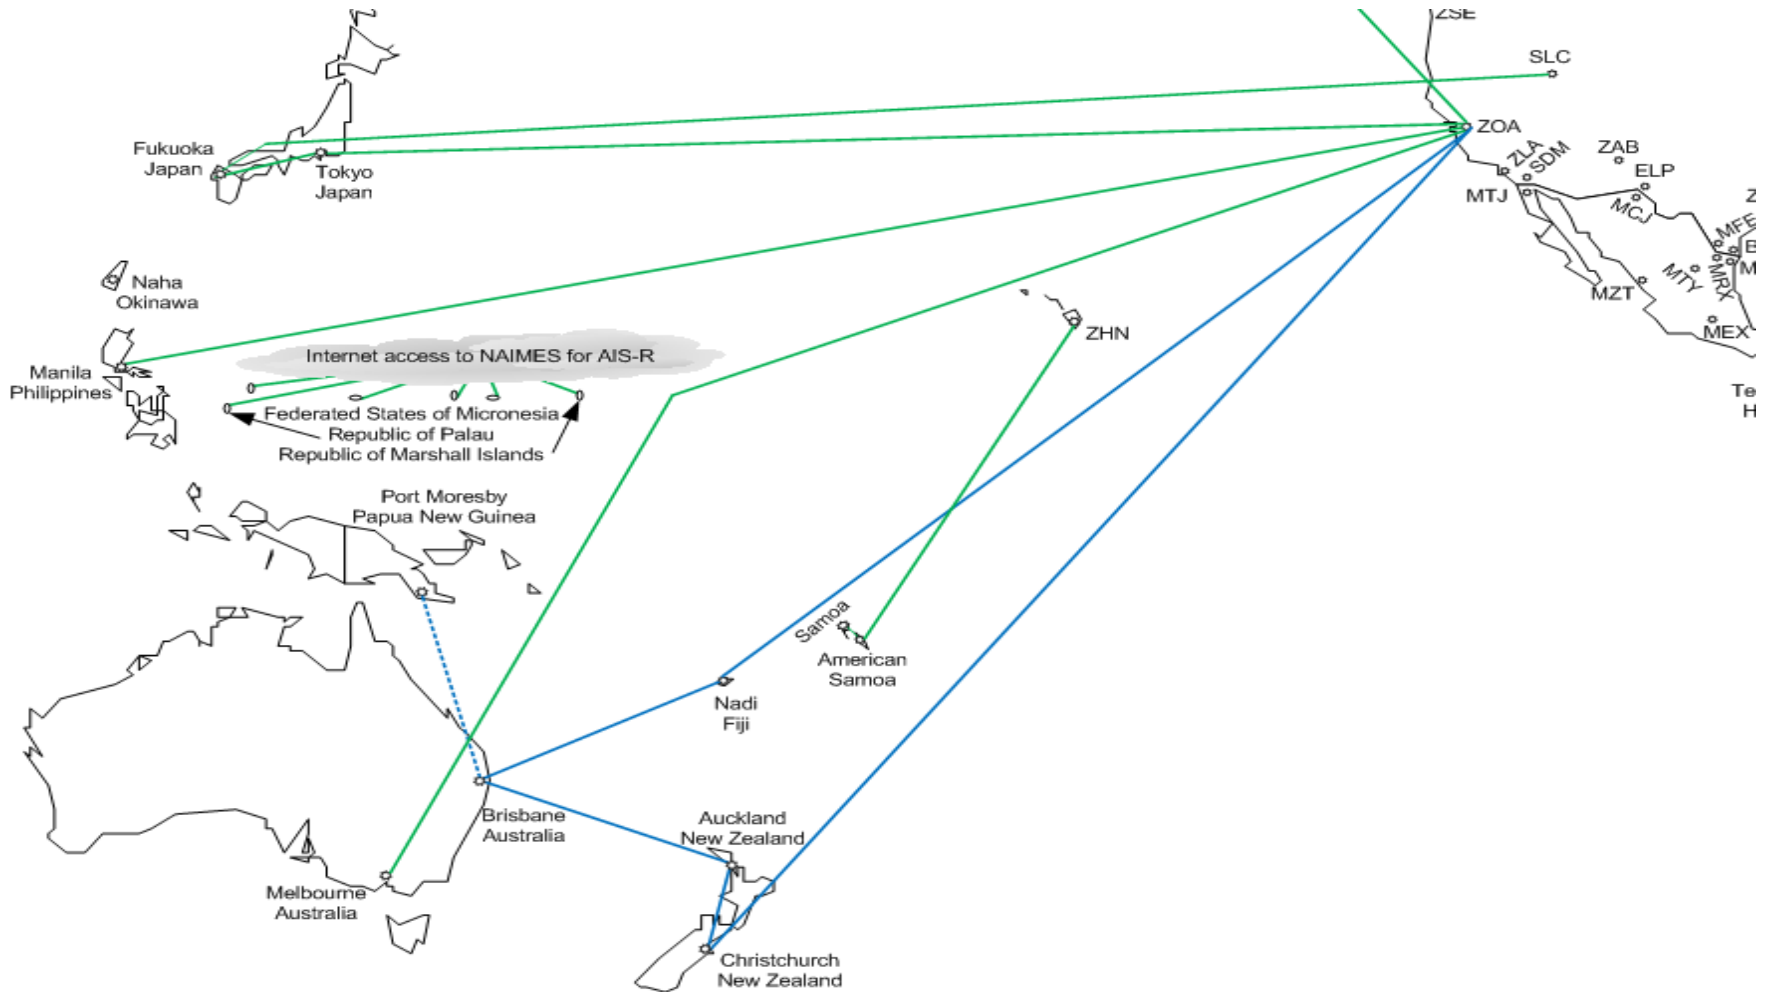 ZSE
SLC
ZOA
Fukuoka
Japan
Tokyo
Japan
ZLA
SDM
ZAB
ELP
MTJ
MCJ
Z
MFE
B
M
MRX
MTY
MZT
MEX
Naha
Okinawa
ZHN
Internet access to NAIMES for AIS-R
Manila
Philippines
Federated States of Micronesia
Republic of Palau
Republic of Marshall Islands
Te
H
Port Moresby
Papua New Guinea
Samoa
American
Samoa
Nadi
Fiji
Brisbane
Australia
Auckland
New Zealand
Melbourne
Australia
Christchurch
New Zealand